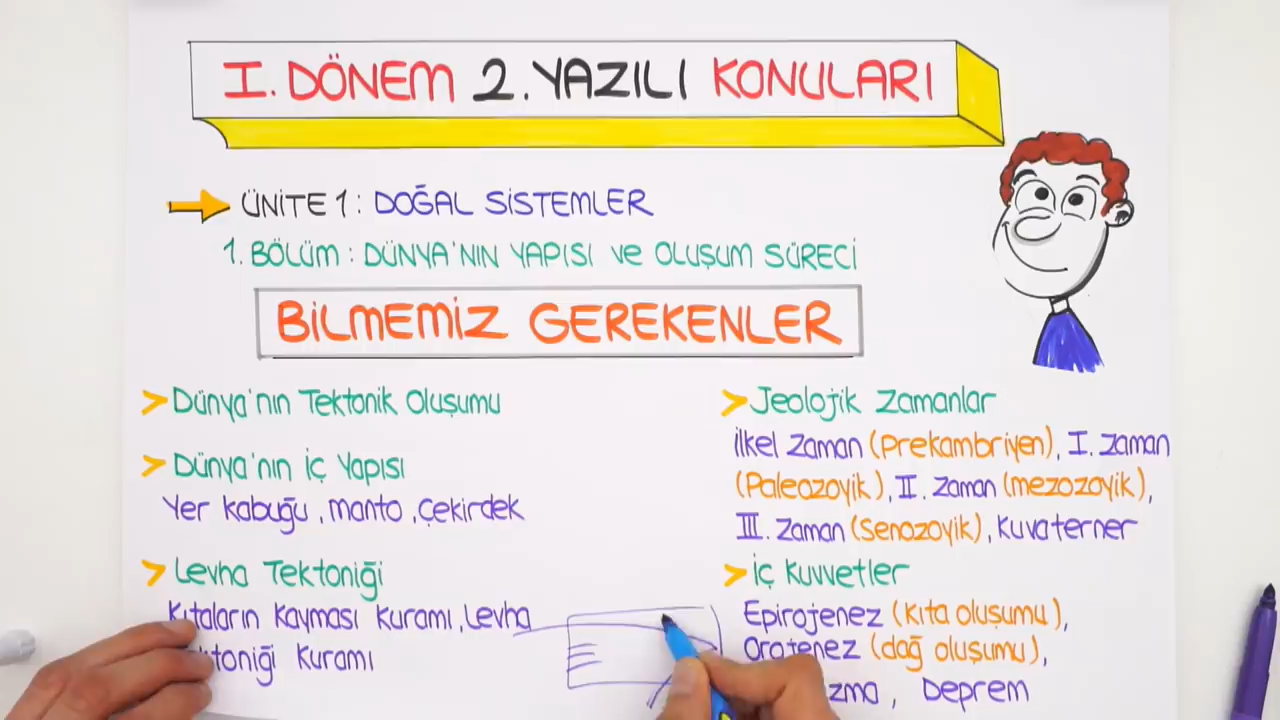 I. DÖNEM 2. YAZILI KONULARI
ÜNİTE 1 : DOĞAL SİSTEMLER
1. BÖLÜM : DÜNYA'NIN YAPISI ve OLUŞUM SÜRECİ
BİLMEMİZ GEREKENLER
> Dünya'nın Tektonik Oluşumu
> Dünya'nın İç Yapısı
Yer Kabuğu, Manto, Çekirdek
> Levha Tektoniği
Kıtaların Kayması Kuramı, Levha
Kuramı
> Jeolojik Zamanlar
İlkel Zaman (Prekambriyen), I. Zaman
(Paleozoyik), II. Zaman (mezozoyik),
III. Zaman (Senozoyik), Kuvaterner
> İç Kuvvetler
Epirojenez (kıta oluşumu),
Orojenez (dağ oluşumu),
Deprem